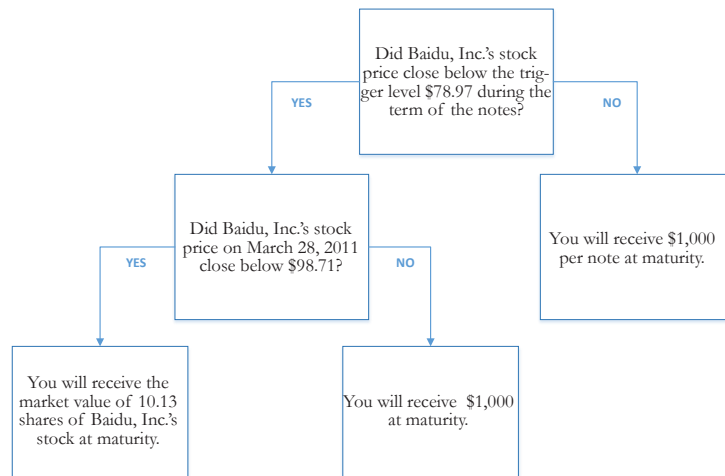 Did Baidu, Inc.'s stock
price close below the trig-
ger level $78.97 during the
term of the notes?
YES
NO
Did Baidu, Inc.'s stock
price on March 28, 2011
close below $98.71?
You will receive $1,000
per note at maturity.
YES
NO
You will receive the
market value of 10.13
shares of Baidu, Inc.'s
stock at maturity.
You will receive $1,000
at maturity.